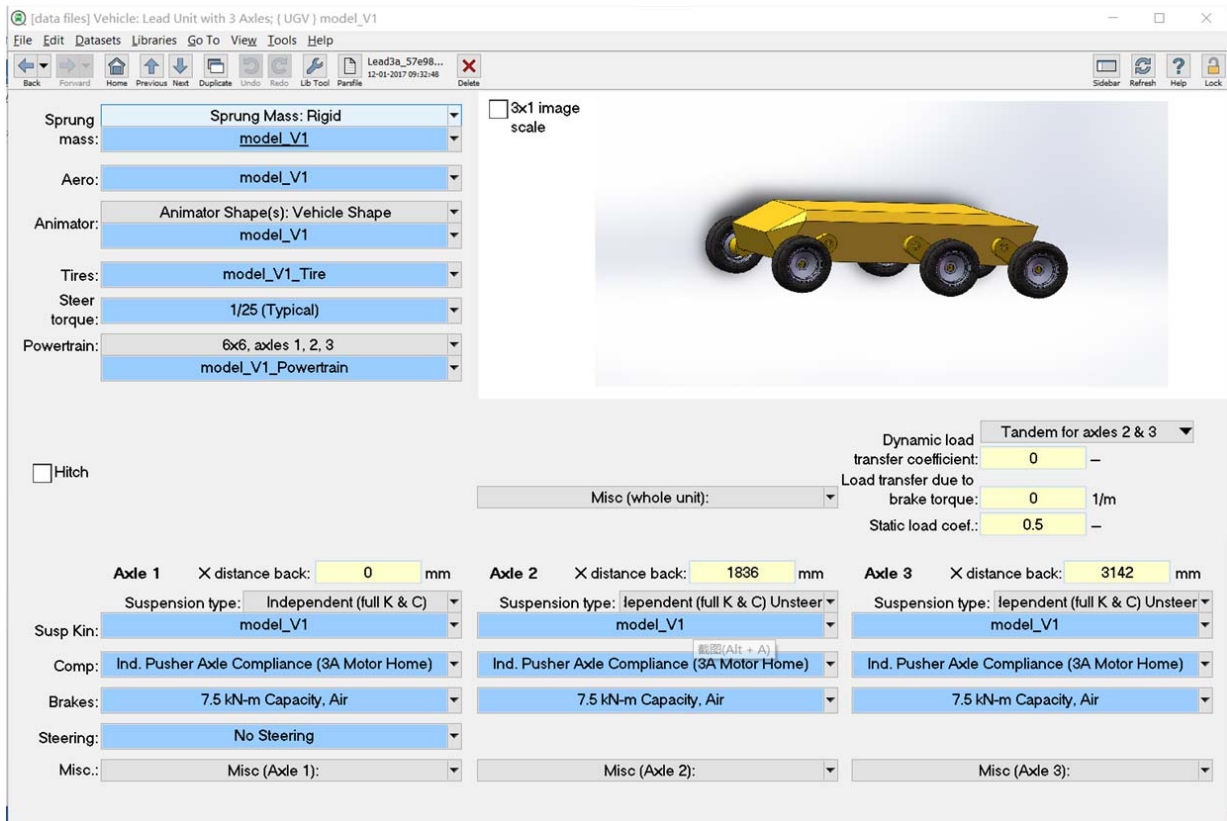 [data files] Vehicle: Lead Unit with 3 Axles; { UGV } model_V1
File Edit Datasets Libraries Go To View Tools Help
Back Forward Home Previous Next Duplicate Undo Redo Lib Tool Parsfile Lead3a_57e98... 12-01-2017 09:32:48 Delete Sidebar Refresh Help Lock
Sprung mass: Sprung Mass: Rigid
model_V1
3x1 image scale
Aero: model_V1
Animator: Animator Shape(s): Vehicle Shape
model_V1
Tires: model_V1_Tire
Steer torque: 1/25 (Typical)
Powertrain: 6x6, axles 1, 2, 3
model_V1_Powertrain
Hitch
Misc (whole unit):
Tandem for axles 2 & 3
Dynamic load transfer coefficient: 0 –
Load transfer due to brake torque: 0 1/m
Static load coef.: 0.5 –
Axle 1 X distance back: 0 mm Axle 2 X distance back: 1836 mm Axle 3 X distance back: 3142 mm
Suspension type: Independent (full K & C) Suspension type: lependent (full K & C) Unsteer Suspension type: lependent (full K & C) Unsteer
Susp Kin: model_V1 model_V1 model_V1
截图(Alt + A)
Comp: Ind. Pusher Axle Compliance (3A Motor Home) Ind. Pusher Axle Compliance (3A Motor Home) Ind. Pusher Axle Compliance (3A Motor Home)
Brakes: 7.5 kN-m Capacity, Air 7.5 kN-m Capacity, Air 7.5 kN-m Capacity, Air
Steering: No Steering
Misc.: Misc (Axle 1): Misc (Axle 2): Misc (Axle 3):